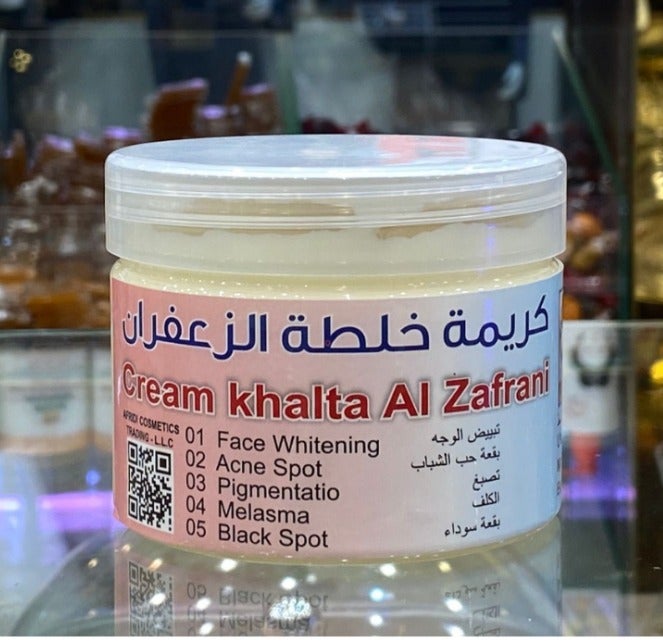 كريمة خلطة الزعفران
Cream khalta Al Zafrani
AFRIDI COSMETICS
TRADING - L.L.C
01 Face Whitening
02 Acne Spot
03 Pigmentatio
04 Melasma
05 Black Spot
تبييض الوجه
بقعة حب الشباب
تصبغ
الكلف
بقعة سوداء